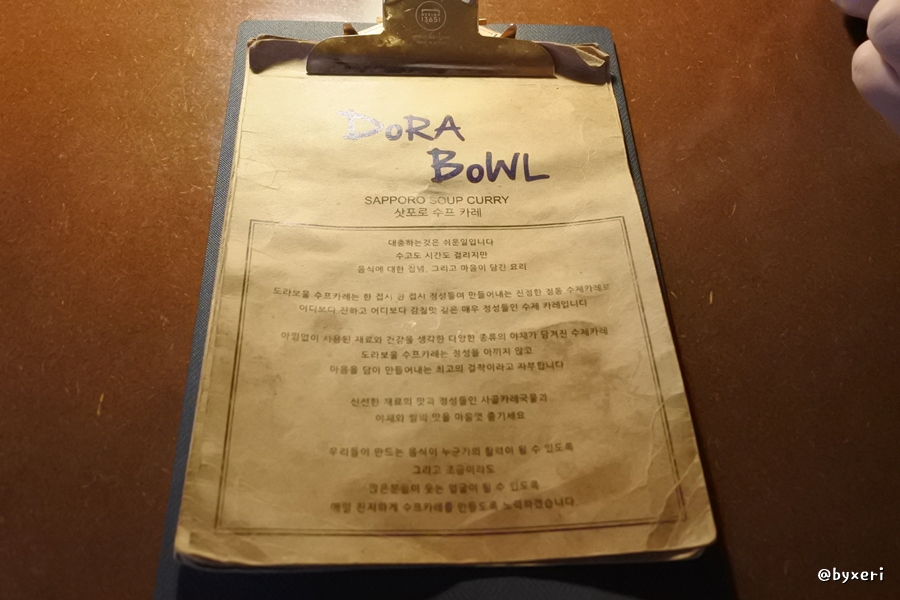 13651
DORA
BOWL
SAPPORO SOUP CURRY
삿포로 수프 카레
대충하는것은 쉬운일입니다
수고도 시간도 걸리지만
음식에 대한 집념, 그리고 마음이 담긴 요리
도라보울 수프카레는 한 접시 한 접시 정성들여 만들어내는 진정한 정통 수제카레로
어디보다 진하고 어디보다 감칠맛 깊은 매우 정성들인 수제 카레입니다
아낌없이 사용된 재료와 건강을 생각한 다양한 종류의 야채가 담겨진 수제카레
도라보울 수프카레는 정성을 아끼지 않고
마음을 담아 만들어내는 최고의 걸작이라고 자부합니다
신선한 재료의 맛과 정성들인 사골카레국물과
야채와 쌀의 맛을 마음껏 즐기세요
우리들이 만드는 음식이 누군가의 활력이 될 수 있도록
그리고 조금이라도
많은분들이 웃는 얼굴이 될 수 있도록
매일 진지하게 수프카레를 만들도록 노력하겠습니다.
@byxeri